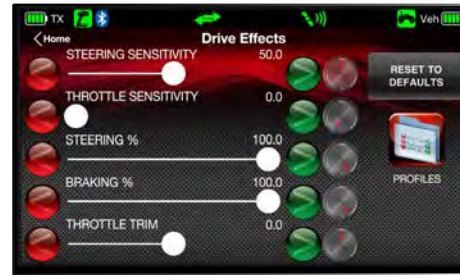 TX
Veh
Home
Drive Effects
STEERING SENSITIVITY 50.0
THROTTLE SENSITIVITY 0.0
STEERING % 100.0
BRAKING % 100.0
THROTTLE TRIM 0.0
RESET TO
DEFAULTS
PROFILES